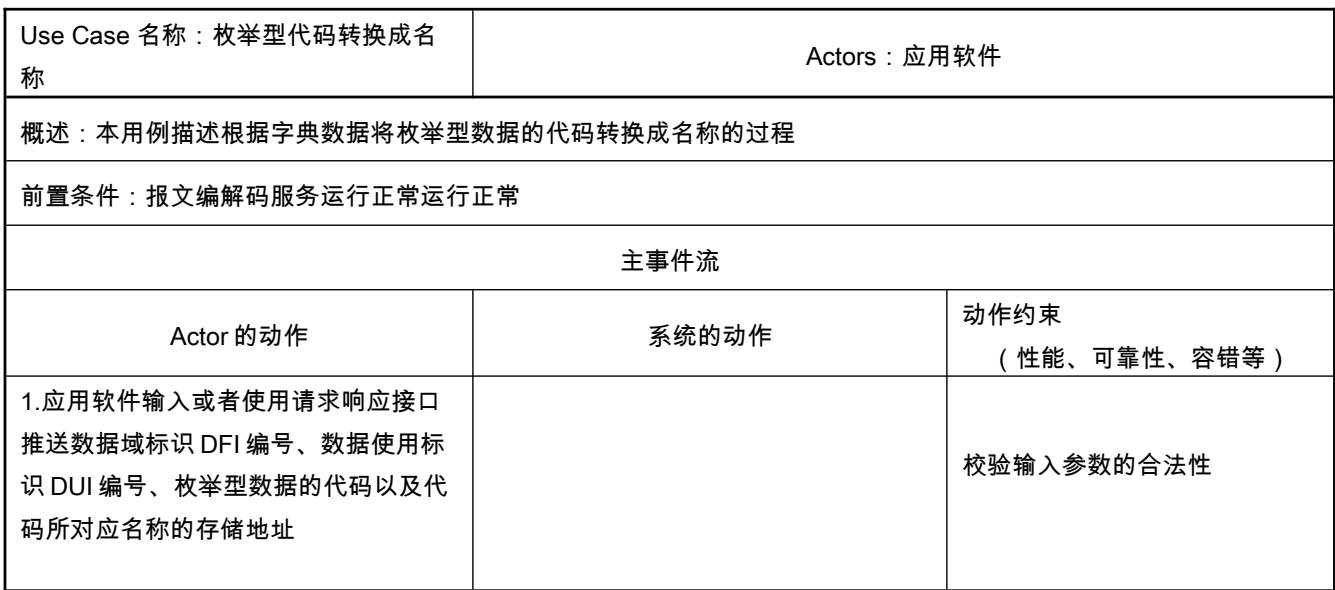 Use Case 名称：枚举型代码转换成名
称
Actors：应用软件
概述：本用例描述根据字典数据将枚举型数据的代码转换成名称的过程
前置条件：报文编解码服务运行正常运行正常
主事件流
Actor 的动作
系统的动作
动作约束
（性能、可靠性、容错等）
1.应用软件输入或者使用请求响应接口
推送数据域标识 DFI 编号、数据使用标
识 DUI 编号、枚举型数据的代码以及代
码所对应名称的存储地址
校验输入参数的合法性